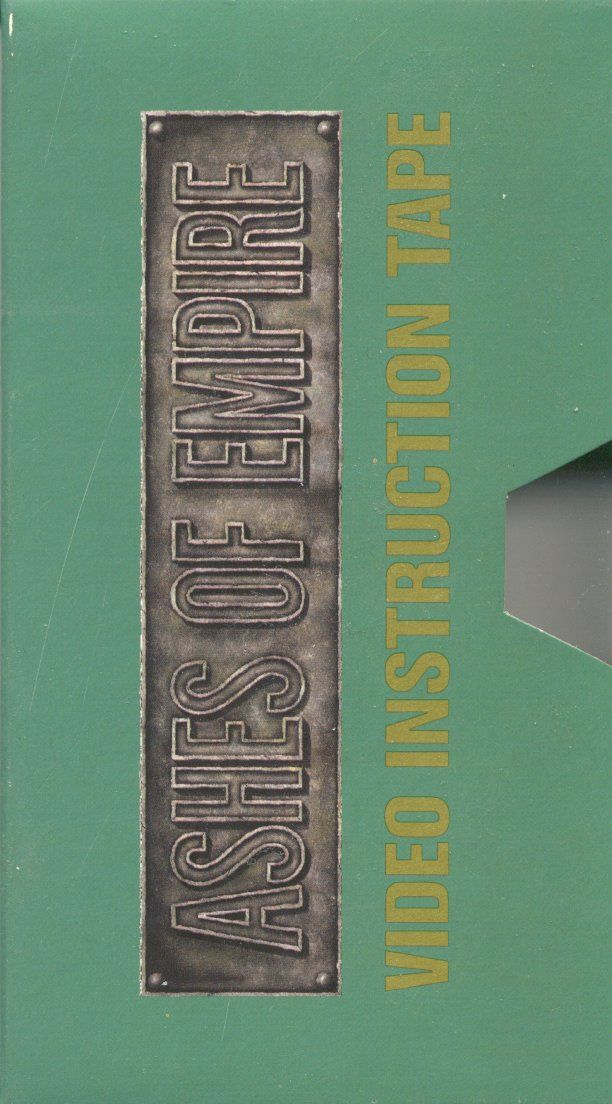 ASHES OF EMPIRE
VIDEO INSTRUCTION TAPE